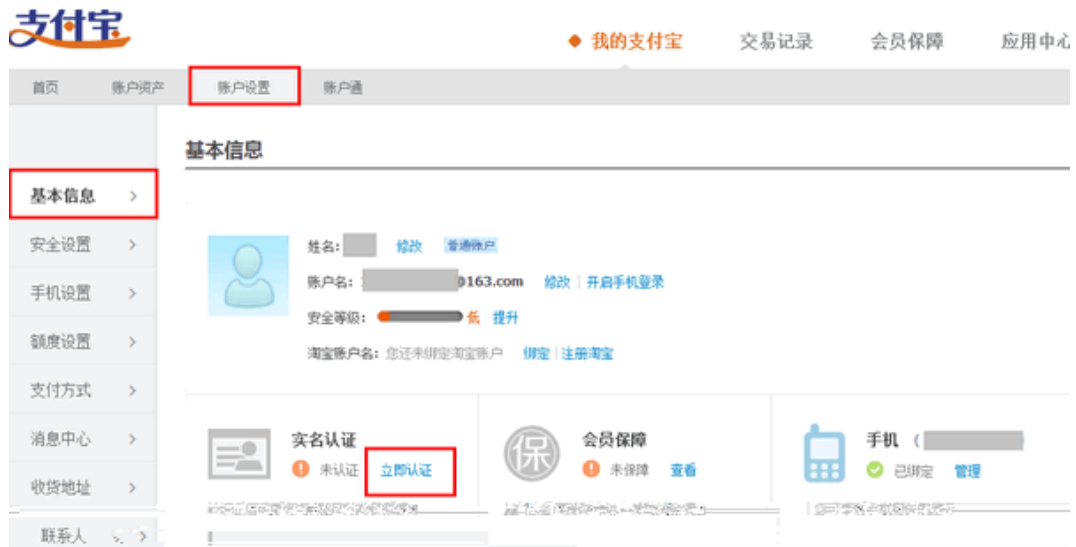 支付宝
我的支付宝 交易记录 会员保障 应用中心
首页 账户资产 账户设置 账户通
基本信息
基本信息
安全设置
手机设置
额度设置
支付方式
消息中心
收货地址
联系人
姓名: 修改 普通账户
账户名: @163.com 修改 | 开启手机登录
安全等级: 低 提升
淘宝账户名: 您还未绑定淘宝账户 绑定 | 注册淘宝
实名认证
未认证 立即认证
会员保障
保
未保障 查看
手机 (
已绑定 管理